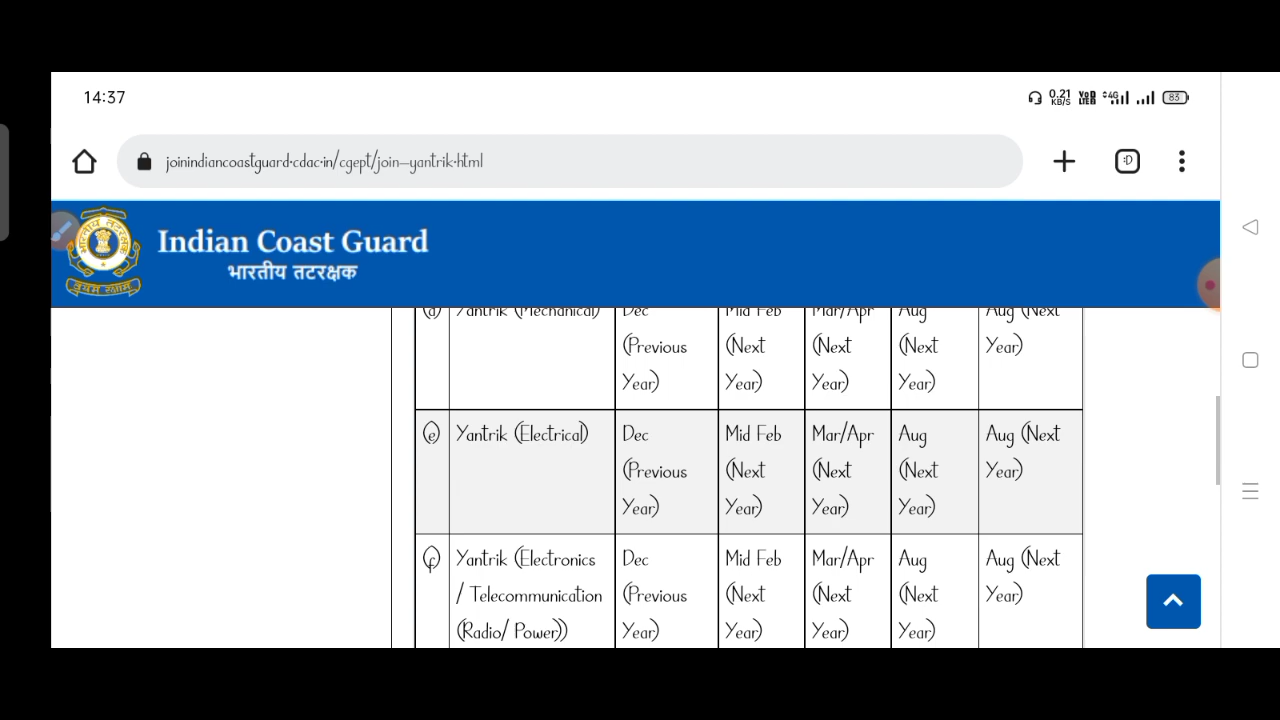 14:37
0.21 KB/S VoD LTE 4G 83
joinindiancoastguard.cdac.in/cgept/join-yantrik.html
Indian Coast Guard
भारतीय तटरक्षक
(d) Yantrik (Mechanical) Dec Mid Feb Mar/Apr Aug Aug (Next
(Previous (Next (Next (Next Year)
Year) Year) Year) Year)
(e) Yantrik (Electrical) Dec Mid Feb Mar/Apr Aug Aug (Next
(Previous (Next (Next (Next Year)
Year) Year) Year) Year)
(f) Yantrik (Electronics Dec Mid Feb Mar/Apr Aug Aug (Next
/ Telecommunication (Previous (Next (Next (Next Year)
(Radio/ Power)) Year) Year) Year) Year)